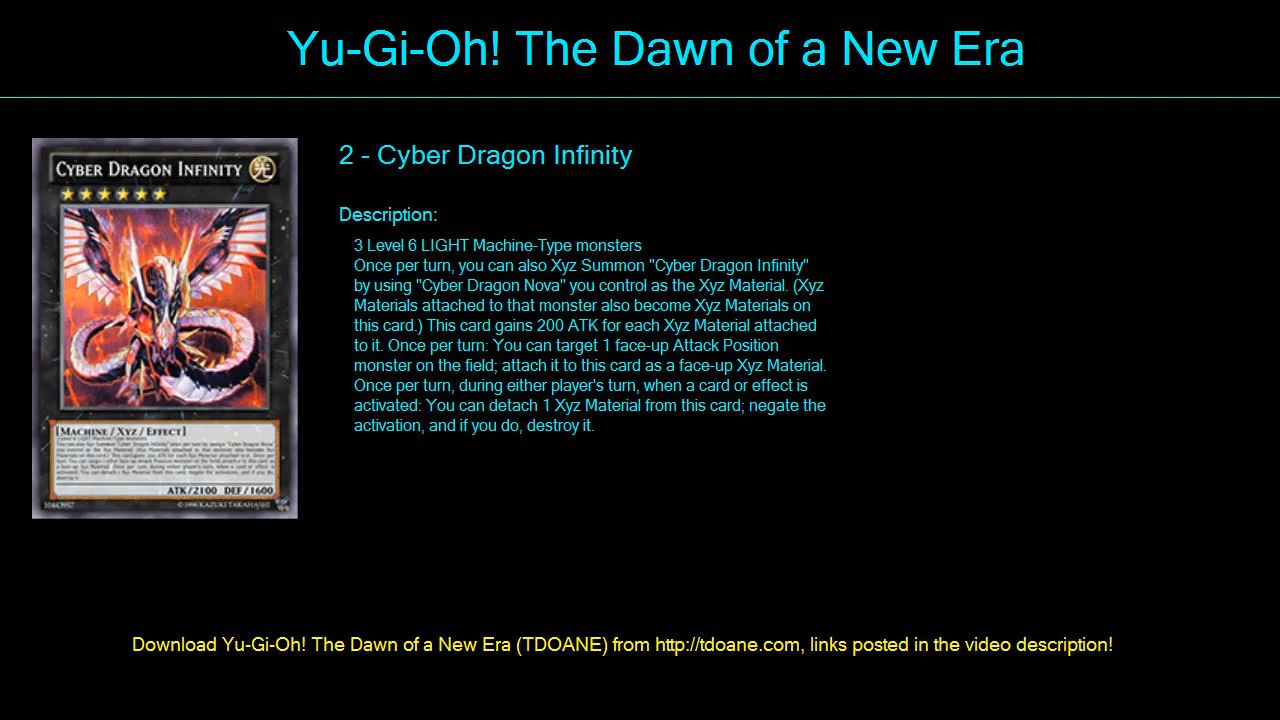 Yu-Gi-Oh! The Dawn of a New Era
CYBER DRAGON INFINITY 光
[MACHINE / XYZ / EFFECT]
ATK/2100 DEF/1600
10443957
©1996 KAZUKI TAKAHASHI
2 - Cyber Dragon Infinity
Description:
3 Level 6 LIGHT Machine-Type monsters
Once per turn, you can also Xyz Summon "Cyber Dragon Infinity"
by using "Cyber Dragon Nova" you control as the Xyz Material. (Xyz
Materials attached to that monster also become Xyz Materials on
this card.) This card gains 200 ATK for each Xyz Material attached
to it. Once per turn: You can target 1 face-up Attack Position
monster on the field; attach it to this card as a face-up Xyz Material.
Once per turn, during either player's turn, when a card or effect is
activated: You can detach 1 Xyz Material from this card; negate the
activation, and if you do, destroy it.
Download Yu-Gi-Oh! The Dawn of a New Era (TDOANE) from http://tdoane.com, links posted in the video description!